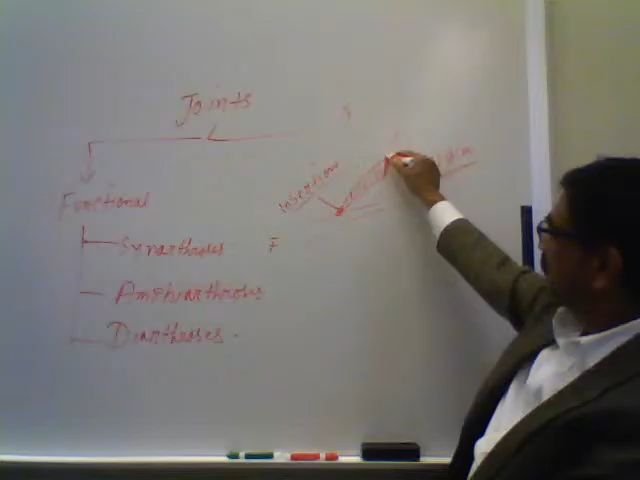 Joints
Functional
Insertion
Synarthroses
F
Amphiarthroses
Diarthroses